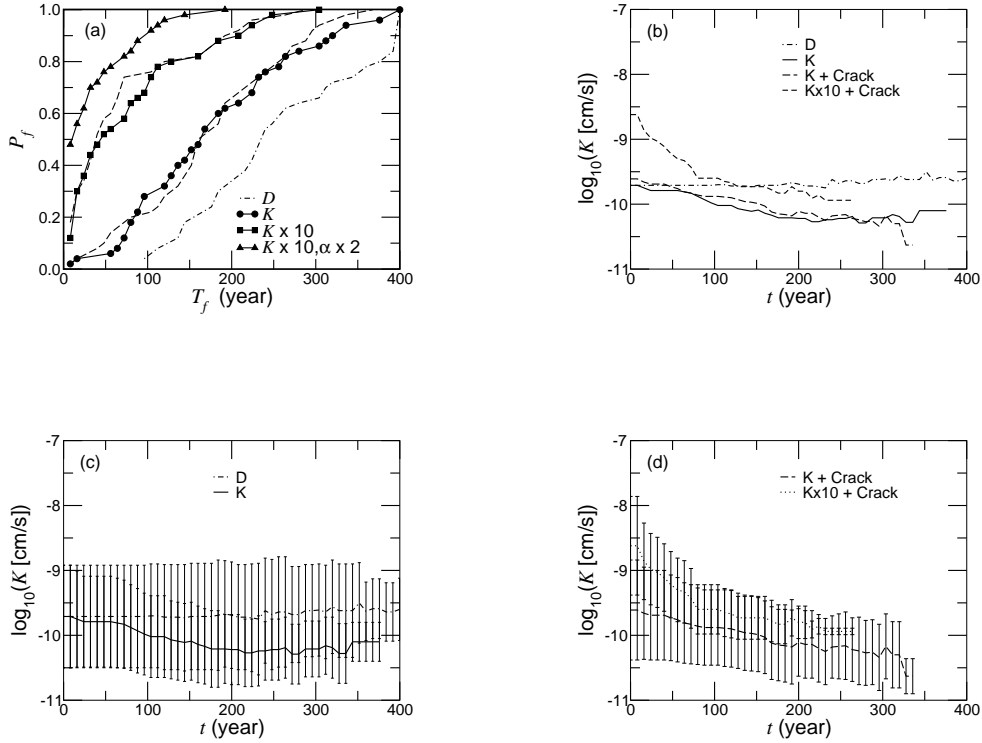 (a)
1.0
0.8
0.6
0.4
0.2
0.0
P_f
D
K
K x 10
K x 10,α x 2
0 100 200 300 400
T_f (year)
(b)
-7
-8
-9
-10
-11
log10(K [cm/s])
D
K
K + Crack
Kx10 + Crack
0 100 200 300 400
t (year)
(c)
-7
-8
-9
-10
-11
log10(K [cm/s])
D
K
0 100 200 300 400
t (year)
(d)
-7
-8
-9
-10
-11
log10(K [cm/s])
K + Crack
Kx10 + Crack
0 100 200 300 400
t (year)